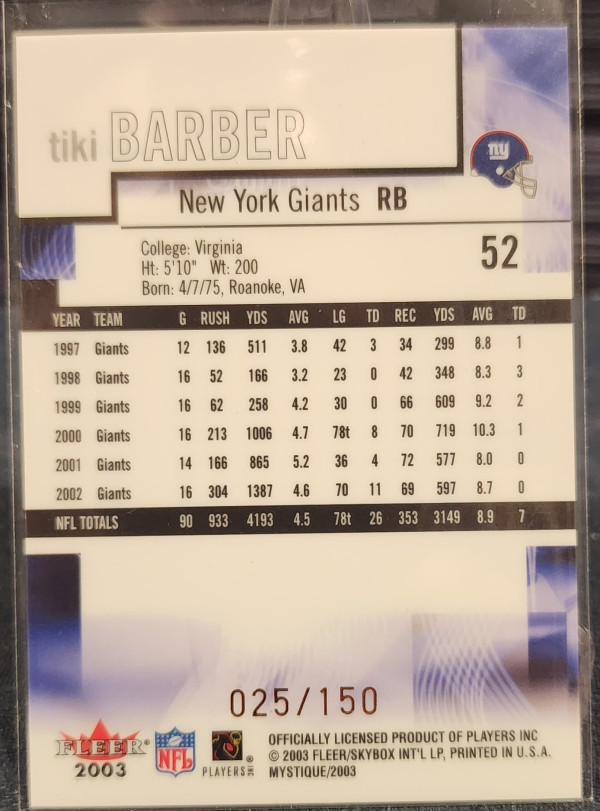 tiki BARBER
ny
New York Giants RB
52
College: Virginia
Ht: 5'10" Wt: 200
Born: 4/7/75, Roanoke, VA
YEAR TEAM G RUSH YDS AVG LG TD REC YDS AVG TD
1997 Giants 12 136 511 3.8 42 3 34 299 8.8 1
1998 Giants 16 52 166 3.2 23 0 42 348 8.3 3
1999 Giants 16 62 258 4.2 30 0 66 609 9.2 2
2000 Giants 16 213 1006 4.7 78t 8 70 719 10.3 1
2001 Giants 14 166 865 5.2 36 4 72 577 8.0 0
2002 Giants 16 304 1387 4.6 70 11 69 597 8.7 0
NFL TOTALS 90 933 4193 4.5 78t 26 353 3149 8.9 7
025/150
FLEER®
2003
NFL
PLAYERS INC ®
OFFICIALLY LICENSED PRODUCT OF PLAYERS INC
© 2003 FLEER/SKYBOX INT'L LP, PRINTED IN U.S.A.
MYSTIQUE/2003